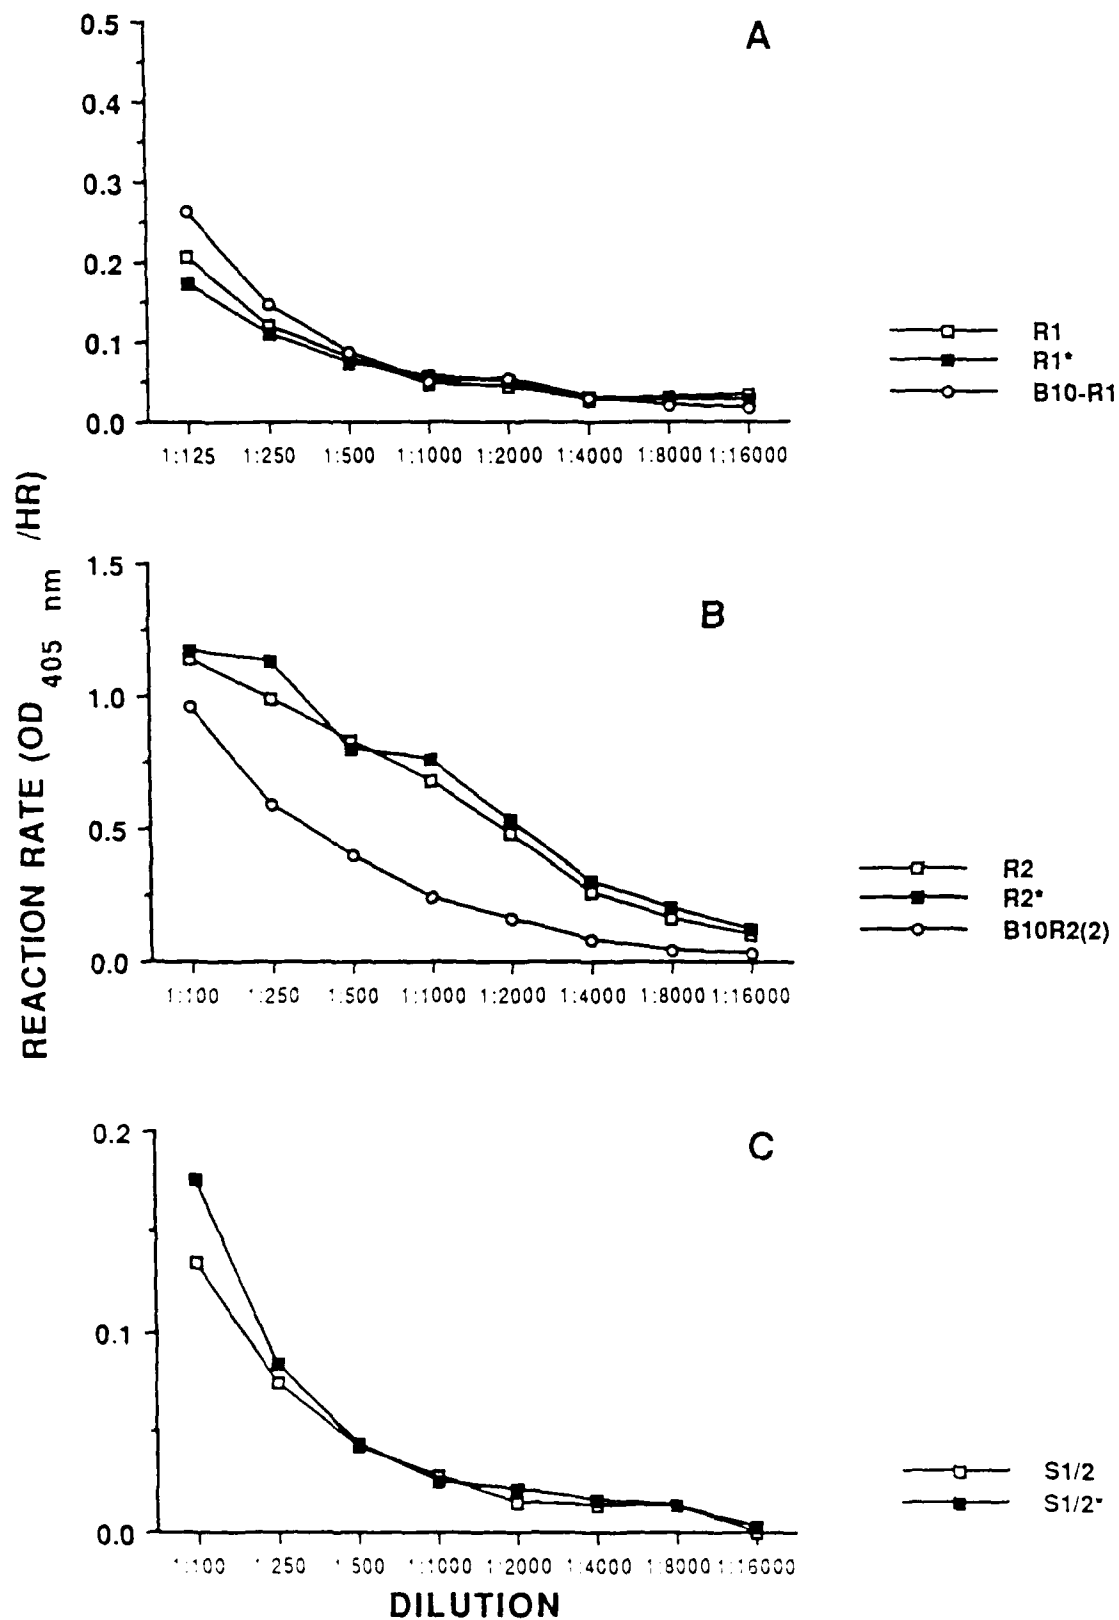 A
0.5
0.4
0.3
0.2
0.1
0.0
1:125 1:250 1:500 1:1000 1:2000 1:4000 1:8000 1:16000
R1
R1*
B10-R1
REACTION RATE (OD 405 nm /HR)
B
1.5
1.0
0.5
0.0
1:100 1:250 1:500 1:1000 1:2000 1:4000 1:8000 1:16000
R2
R2*
B10R2(2)
C
0.2
0.1
0.0
1:100 1:250 1:500 1:1000 1:2000 1:4000 1:8000 1:16000
S1/2
S1/2*
DILUTION